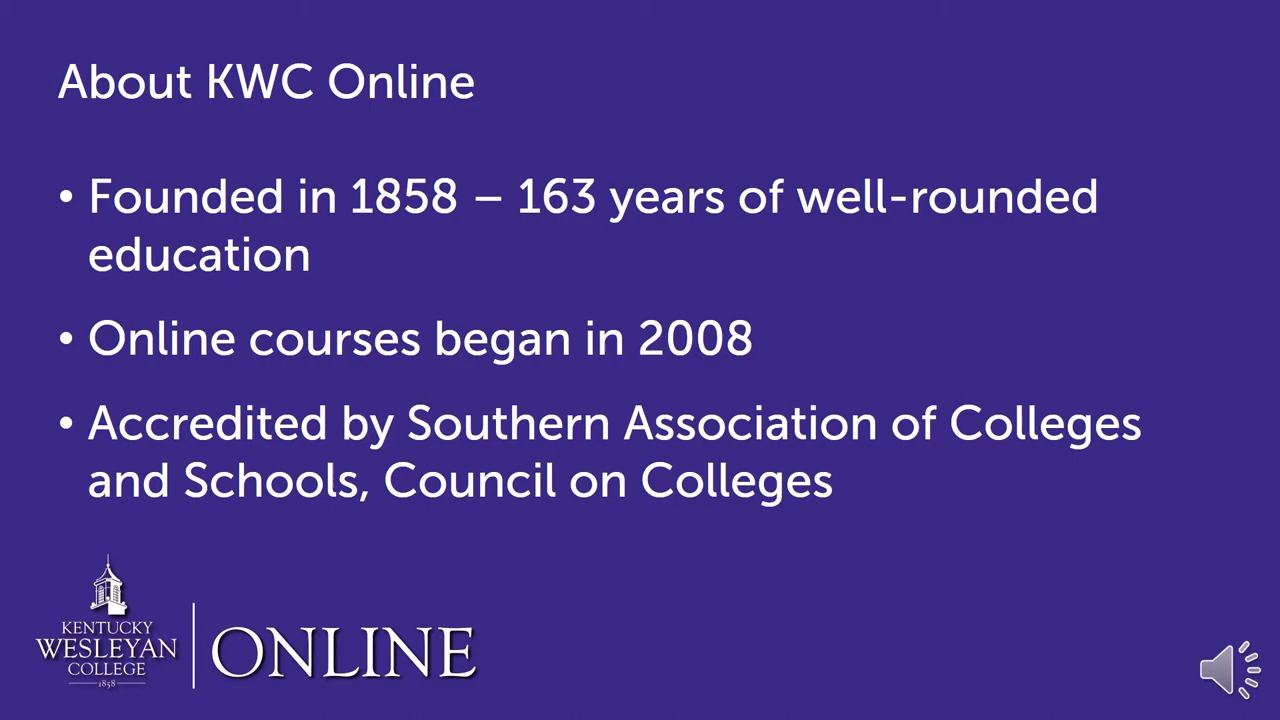 About KWC Online
• Founded in 1858 – 163 years of well-rounded
education
• Online courses began in 2008
• Accredited by Southern Association of Colleges
and Schools, Council on Colleges
KENTUCKY
WESLEYAN
COLLEGE
1858
ONLINE